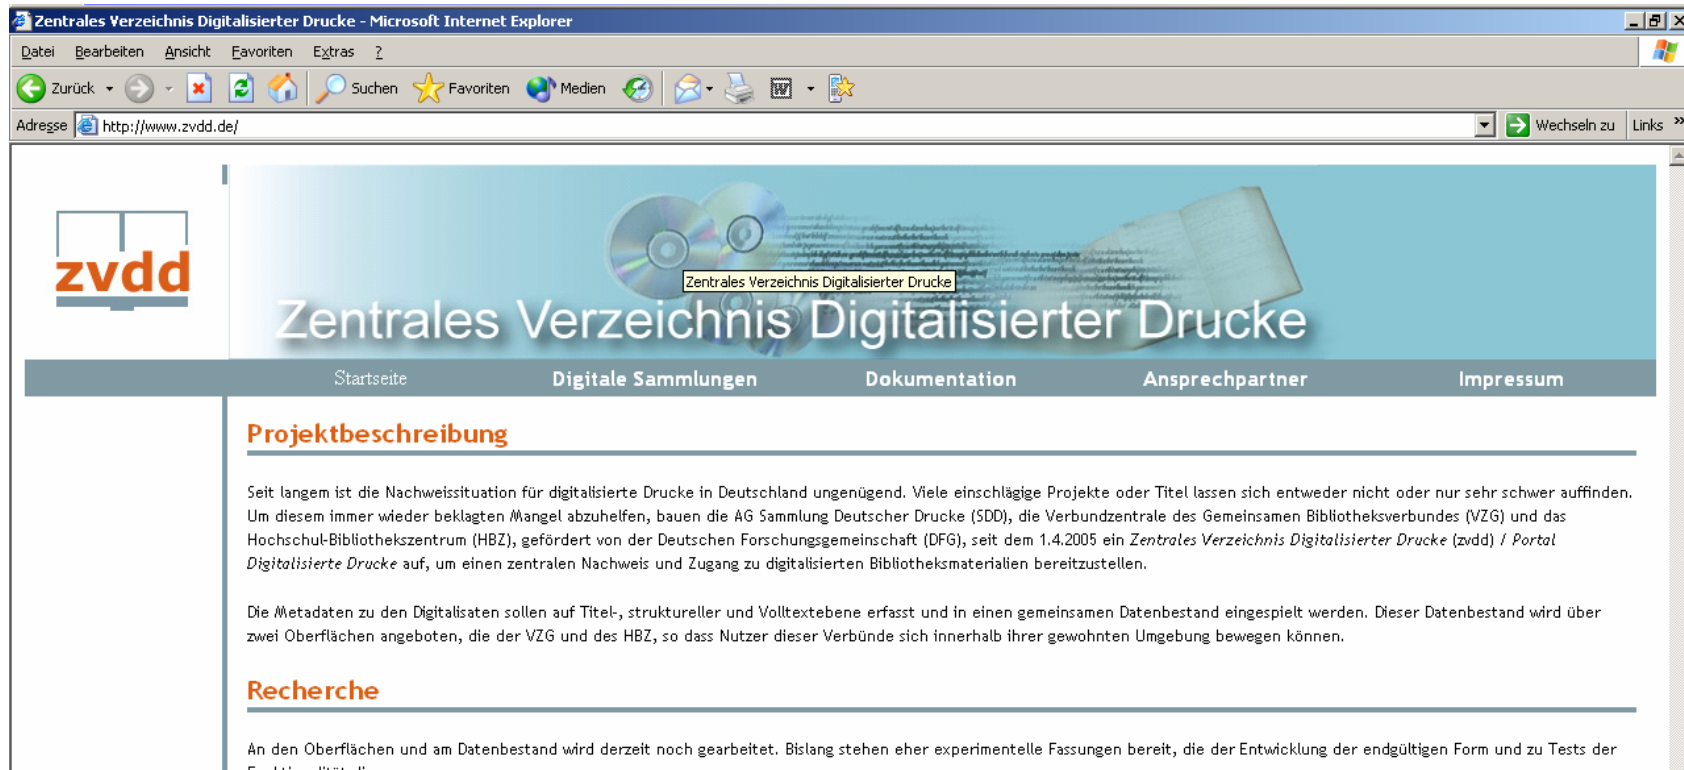 Zentrales Verzeichnis Digitalisierter Drucke - Microsoft Internet Explorer
Datei Bearbeiten Ansicht Favoriten Extras ?
Zurück Suchen Favoriten Medien
Adresse http://www.zvdd.de/ Wechseln zu Links »
zvdd
Zentrales Verzeichnis Digitalisierter Drucke
Zentrales Verzeichnis Digitalisierter Drucke
Startseite Digitale Sammlungen Dokumentation Ansprechpartner Impressum
Projektbeschreibung
Seit langem ist die Nachweissituation für digitalisierte Drucke in Deutschland ungenügend. Viele einschlägige Projekte oder Titel lassen sich entweder nicht oder nur sehr schwer auffinden.
Um diesem immer wieder beklagten Mangel abzuhelfen, bauen die AG Sammlung Deutscher Drucke (SDD), die Verbundzentrale des Gemeinsamen Bibliotheksverbundes (VZG) und das
Hochschul-Bibliothekszentrum (HBZ), gefördert von der Deutschen Forschungsgemeinschaft (DFG), seit dem 1.4.2005 ein Zentrales Verzeichnis Digitalisierter Drucke (zvdd) / Portal
Digitalisierte Drucke auf, um einen zentralen Nachweis und Zugang zu digitalisierten Bibliotheksmaterialien bereitzustellen.
Die Metadaten zu den Digitalisaten sollen auf Titel-, struktureller und Volltextebene erfasst und in einen gemeinsamen Datenbestand eingespielt werden. Dieser Datenbestand wird über
zwei Oberflächen angeboten, die der VZG und des HBZ, so dass Nutzer dieser Verbünde sich innerhalb ihrer gewohnten Umgebung bewegen können.
Recherche
An den Oberflächen und am Datenbestand wird derzeit noch gearbeitet. Bislang stehen eher experimentelle Fassungen bereit, die der Entwicklung der endgültigen Form und zu Tests der